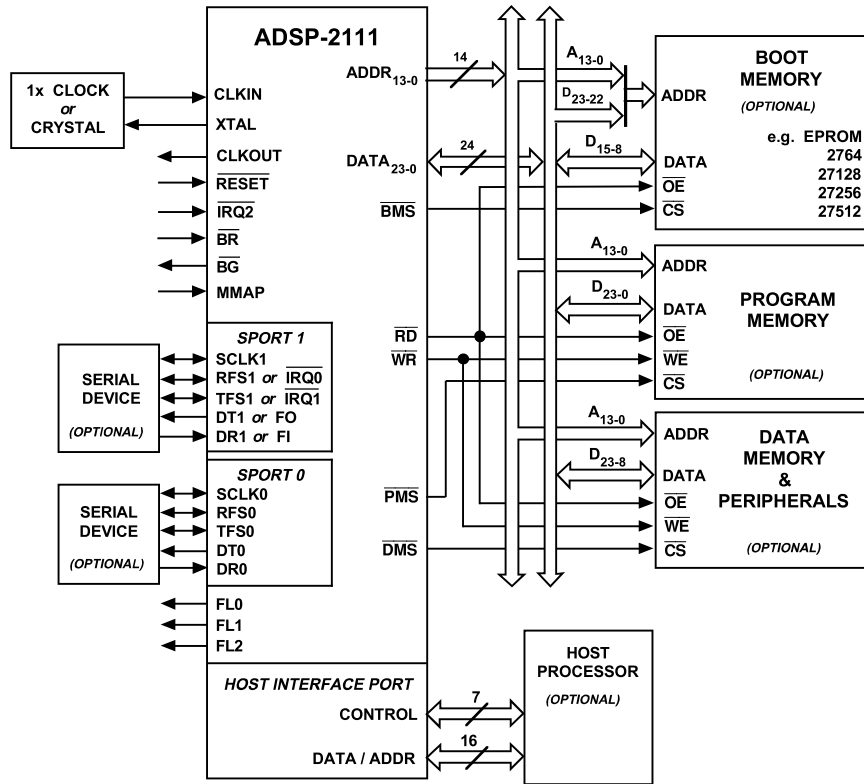 ADSP-2111
1x CLOCK
or
CRYSTAL
CLKIN
XTAL
CLKOUT
RESET
IRQ2
BR
BG
MMAP
ADDR13-0
14
DATA23-0
24
BMS
RD
WR
PMS
DMS
SPORT 1
SCLK1
RFS1 or IRQ0
TFS1 or IRQ1
DT1 or FO
DR1 or FI
SERIAL
DEVICE
(OPTIONAL)
SPORT 0
SCLK0
RFS0
TFS0
DT0
DR0
SERIAL
DEVICE
(OPTIONAL)
FL0
FL1
FL2
HOST INTERFACE PORT
CONTROL
7
DATA / ADDR
16
HOST
PROCESSOR
(OPTIONAL)
A13-0
D23-22
D15-8
BOOT
MEMORY
(OPTIONAL)
ADDR
e.g. EPROM
2764
27128
27256
27512
DATA
OE
CS
A13-0
D23-0
ADDR
DATA
OE
WE
CS
PROGRAM
MEMORY
(OPTIONAL)
A13-0
D23-8
ADDR
DATA
OE
WE
CS
DATA
MEMORY
&
PERIPHERALS
(OPTIONAL)